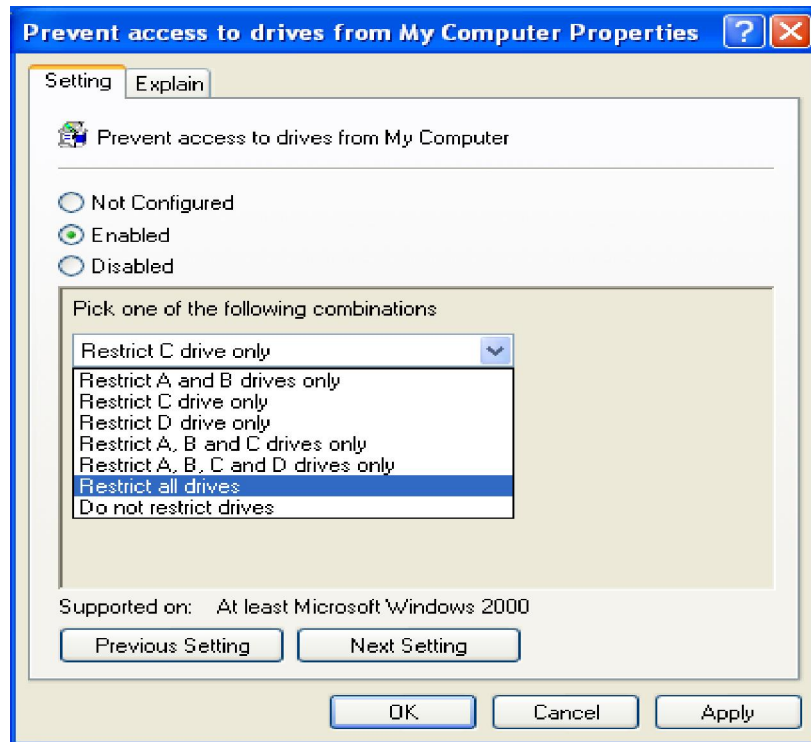 Prevent access to drives from My Computer Properties
Setting Explain
Prevent access to drives from My Computer
Not Configured
Enabled
Disabled
Pick one of the following combinations
Restrict C drive only
Restrict A and B drives only
Restrict C drive only
Restrict D drive only
Restrict A, B and C drives only
Restrict A, B, C and D drives only
Restrict all drives
Do not restrict drives
Supported on: At least Microsoft Windows 2000
Previous Setting Next Setting
OK Cancel Apply